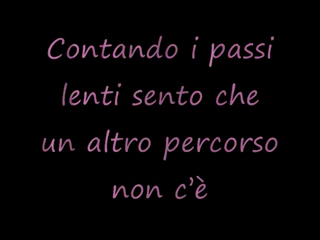 Contando i passi
lenti sento che
un altro percorso
non c'è